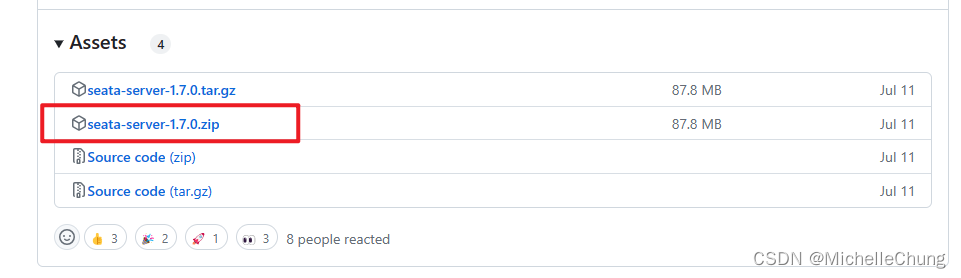 Assets 4
seata-server-1.7.0.tar.gz 87.8 MB Jul 11
seata-server-1.7.0.zip 87.8 MB Jul 11
Source code (zip) Jul 11
Source code (tar.gz) Jul 11
3 2 1 3 8 people reacted
CSDN @MichelleChung